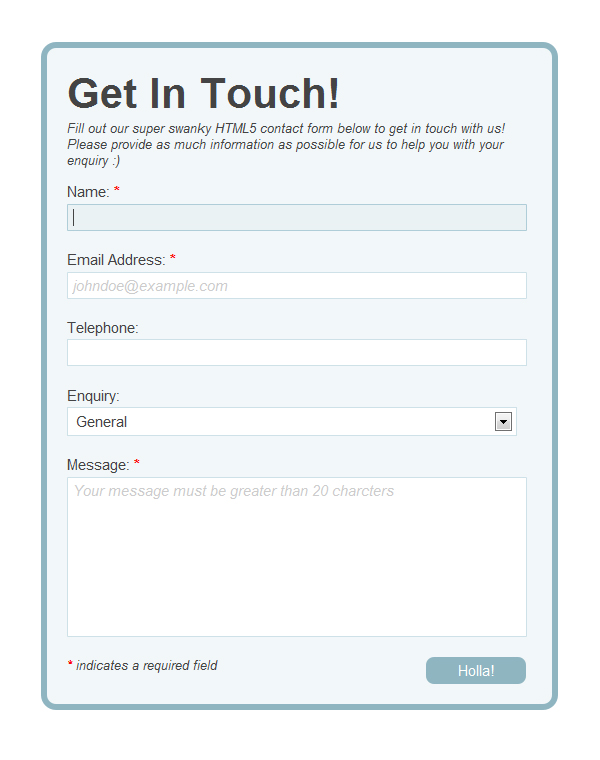 Get In Touch!
Fill out our super swanky HTML5 contact form below to get in touch with us!
Please provide as much information as possible for us to help you with your
enquiry :)
Name: *
Email Address: *
johndoe@example.com
Telephone:
Enquiry:
General
Message: *
Your message must be greater than 20 charcters
* indicates a required field
Holla!